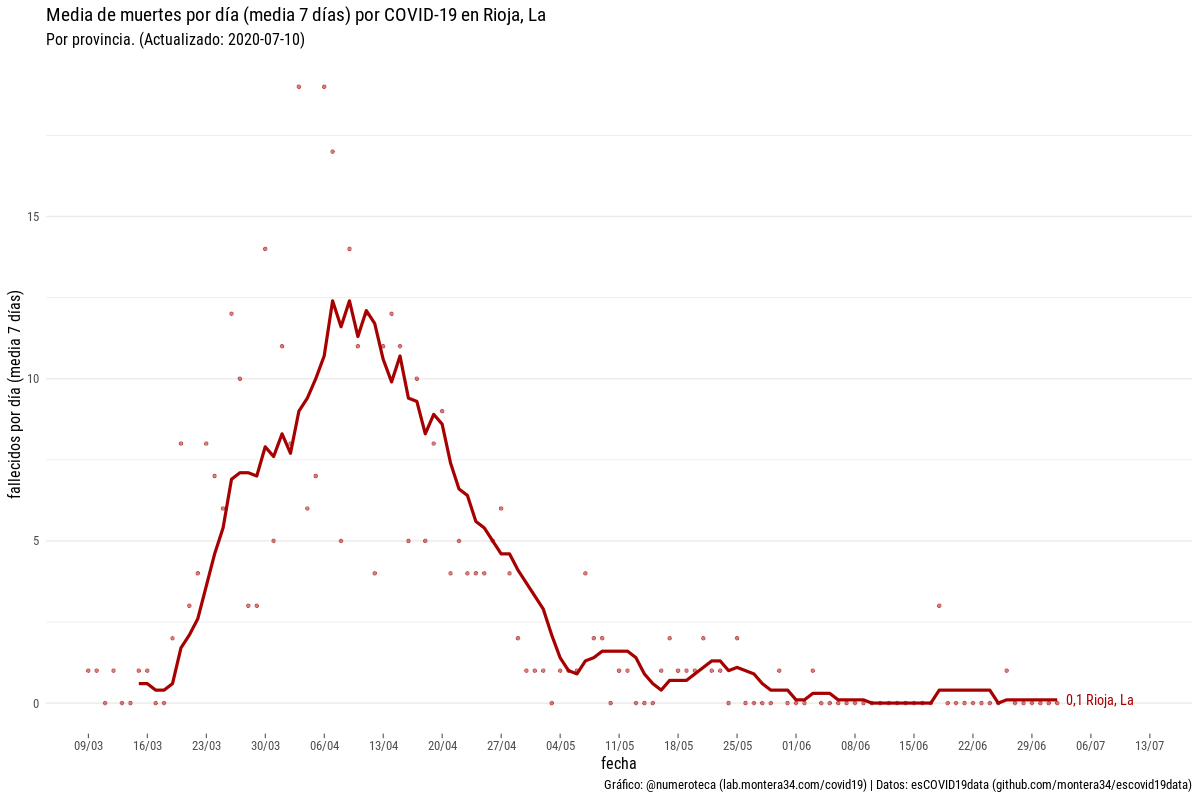 Media de muertes por día (media 7 días) por COVID-19 en Rioja, La
Por provincia. (Actualizado: 2020-07-10)
fallecidos por día (media 7 días)
15
10
5
0
0,1 Rioja, La
09/03 16/03 23/03 30/03 06/04 13/04 20/04 27/04 04/05 11/05 18/05 25/05 01/06 08/06 15/06 22/06 29/06 06/07 13/07
fecha
Gráfico: @numeroteca (lab.montera34.com/covid19) | Datos: esCOVID19data (github.com/montera34/escovid19data)